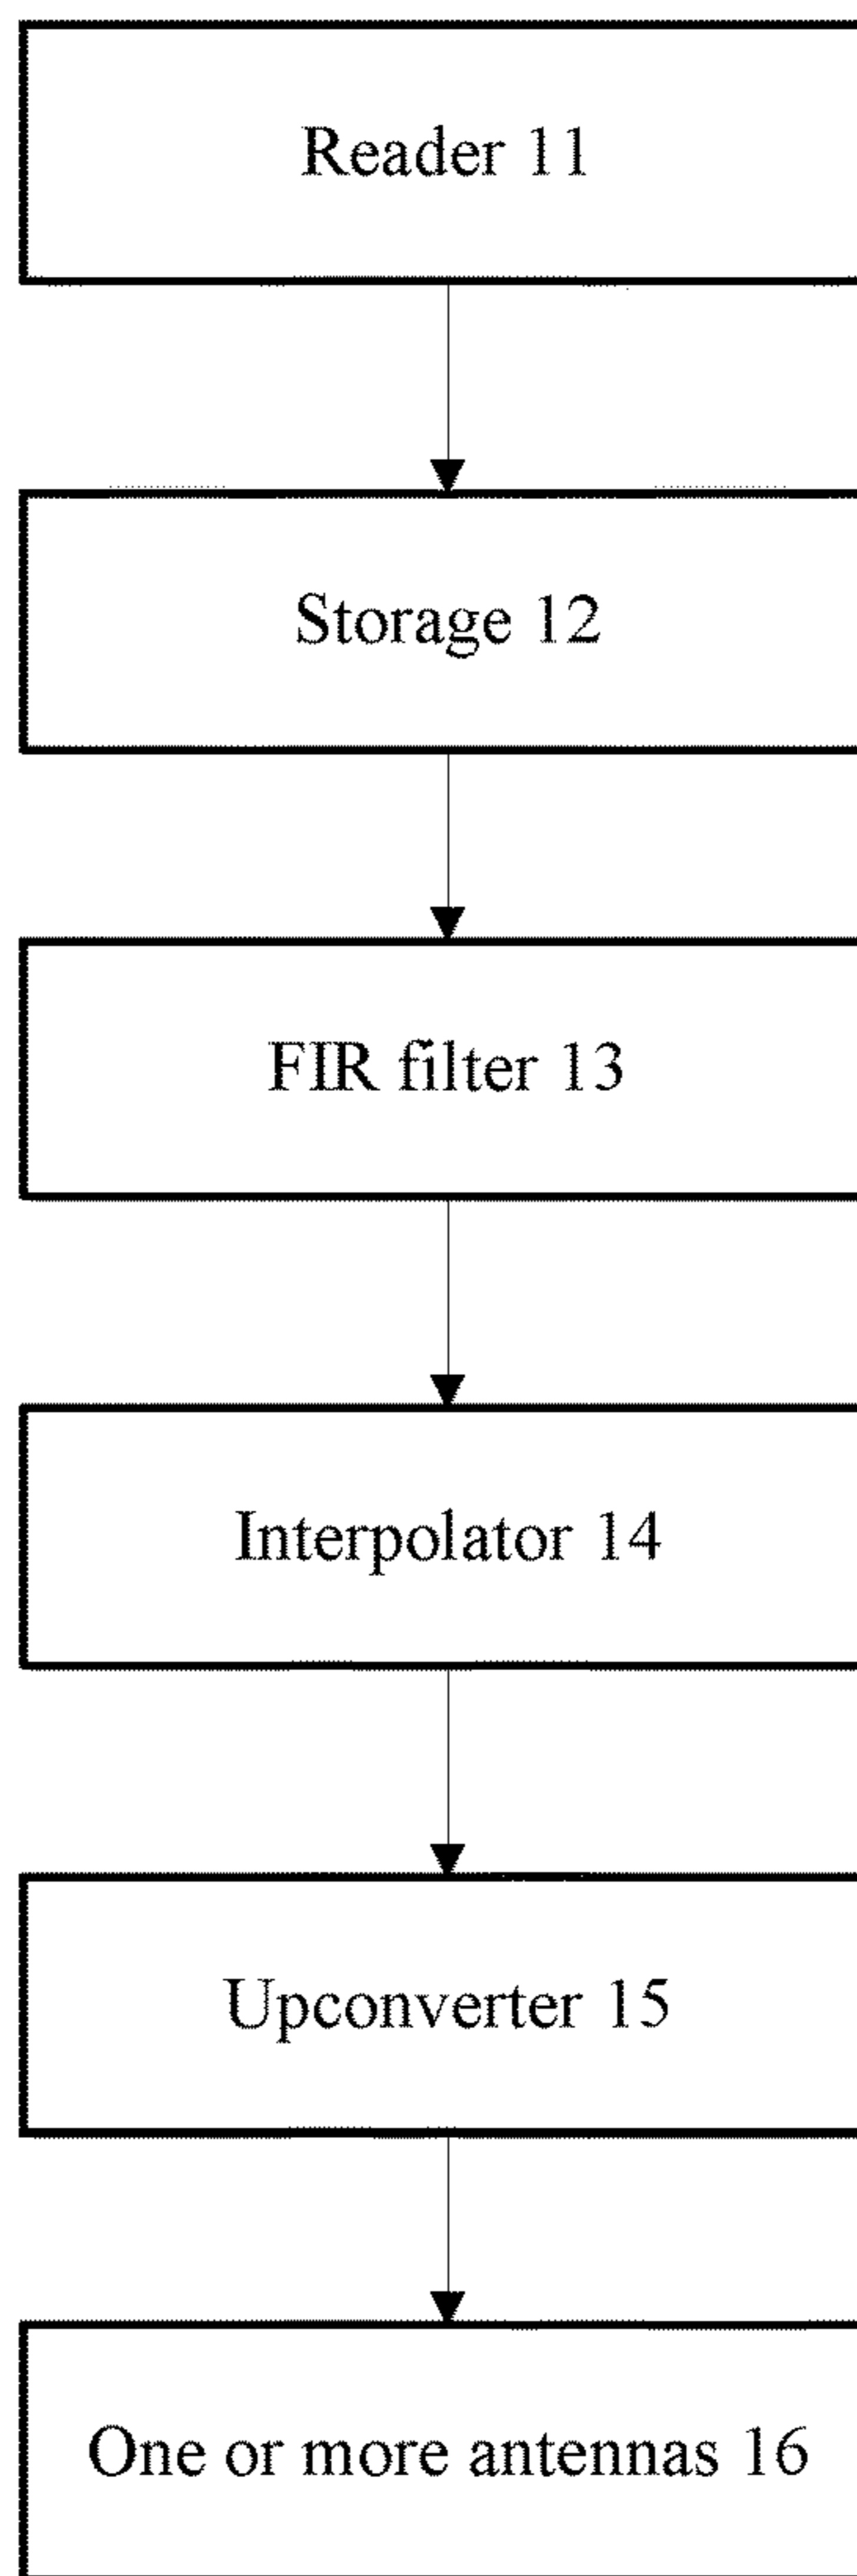 Reader 11
Storage 12
FIR filter 13
Interpolator 14
Upconverter 15
One or more antennas 16